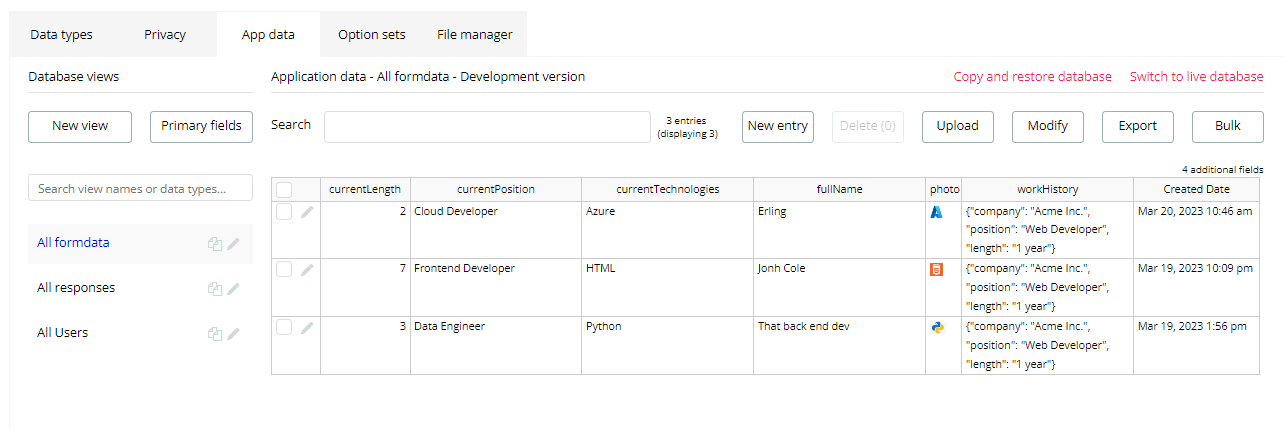 Data types Privacy App data Option sets File manager
Database views
Application data - All formdata - Development version Copy and restore database Switch to live database
New view Primary fields
Search 3 entries (displaying 3) New entry Delete (0) Upload Modify Export Bulk
4 additional fields
Search view names or data types...
All formdata
All responses
All Users
currentLength currentPosition currentTechnologies fullName photo workHistory Created Date
2 Cloud Developer Azure Erling {"company": "Acme Inc.", Mar 20, 2023 10:46 am
"position": "Web Developer",
"length": "1 year"}
7 Frontend Developer HTML Jonh Cole {"company": "Acme Inc.", Mar 19, 2023 10:09 pm
"position": "Web Developer",
"length": "1 year"}
3 Data Engineer Python That back end dev {"company": "Acme Inc.", Mar 19, 2023 1:56 pm
"position": "Web Developer",
"length": "1 year"}